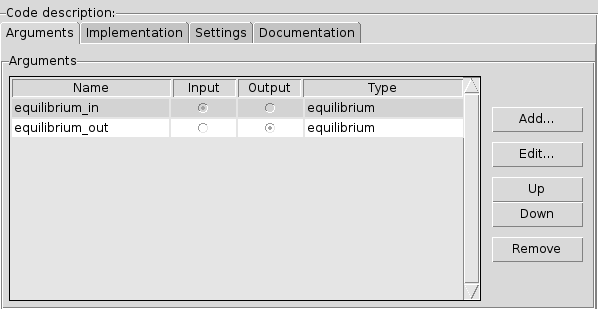 Code description:
Arguments Implementation Settings Documentation
Arguments
Name Input Output Type
equilibrium_in equilibrium
equilibrium_out equilibrium
Add...
Edit...
Up
Down
Remove